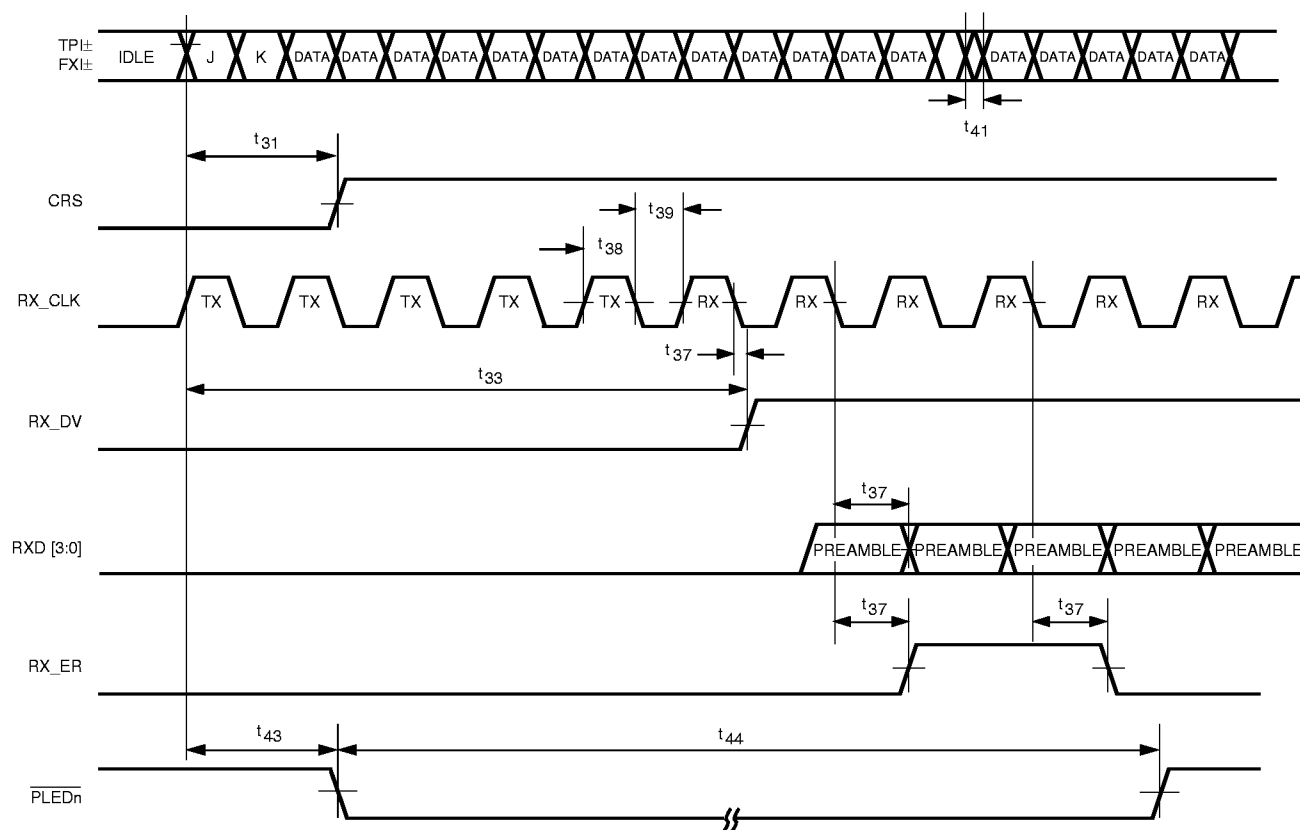 TPI±
FXI±
IDLE J K DATA DATA DATA DATA DATA DATA DATA DATA DATA DATA DATA DATA DATA DATA DATA DATA DATA DATA
t41
t31
CRS
t39
t38
RX_CLK TX TX TX TX TX RX RX RX RX RX RX
t37
t33
RX_DV
t37
RXD [3:0] PREAMBLE PREAMBLE PREAMBLE PREAMBLE PREAMBLE
t37 t37
RX_ER
t43 t44
PLEDn